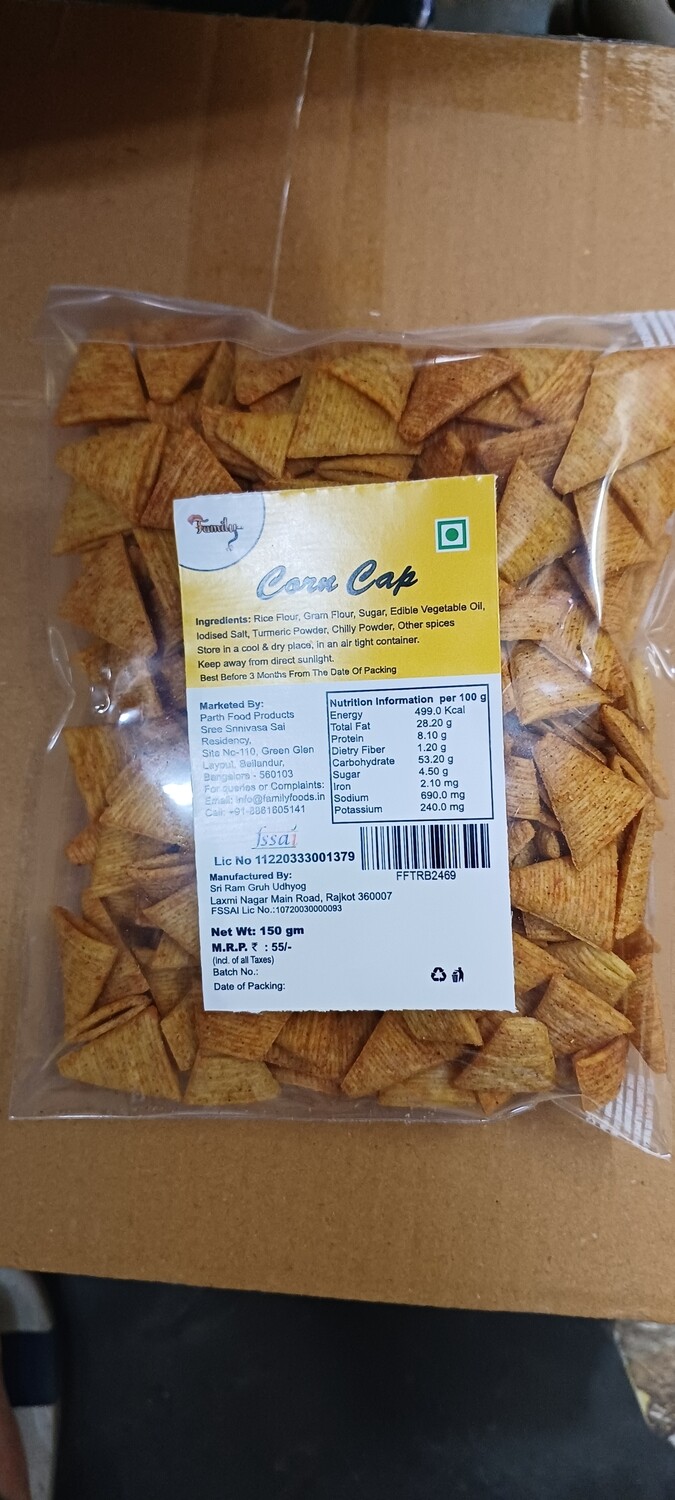 Family
Corn Cap
Ingredients: Rice Flour, Gram Flour, Sugar, Edible Vegetable Oil,
Iodised Salt, Turmeric Powder, Chilly Powder, Other spices
Store in a cool & dry place, in an air tight container.
Keep away from direct sunlight.
Best Before 3 Months From The Date Of Packing
Marketed By:
Parth Food Products
Sree Srinivasa Sai
Residency,
Site No-110, Green Glen
Layout, Bellandur,
Bangalore - 560103
For queries or Complaints:
Email: info@familyfoods.in
Call: +91-8861605141
Nutrition Information per 100 g
Energy 499.0 Kcal
Total Fat 28.20 g
Protein 8.10 g
Dietry Fiber 1.20 g
Carbohydrate 53.20 g
Sugar 4.50 g
Iron 2.10 mg
Sodium 690.0 mg
Potassium 240.0 mg
fssai
Lic No 11220333001379
FFTRB2469
Manufactured By:
Sri Ram Gruh Udhyog
Laxmi Nagar Main Road, Rajkot 360007
FSSAI Lic No.:10720030000093
Net Wt: 150 gm
M.R.P. ₹ : 55/-
(incl. of all Taxes)
Batch No.:
Date of Packing: